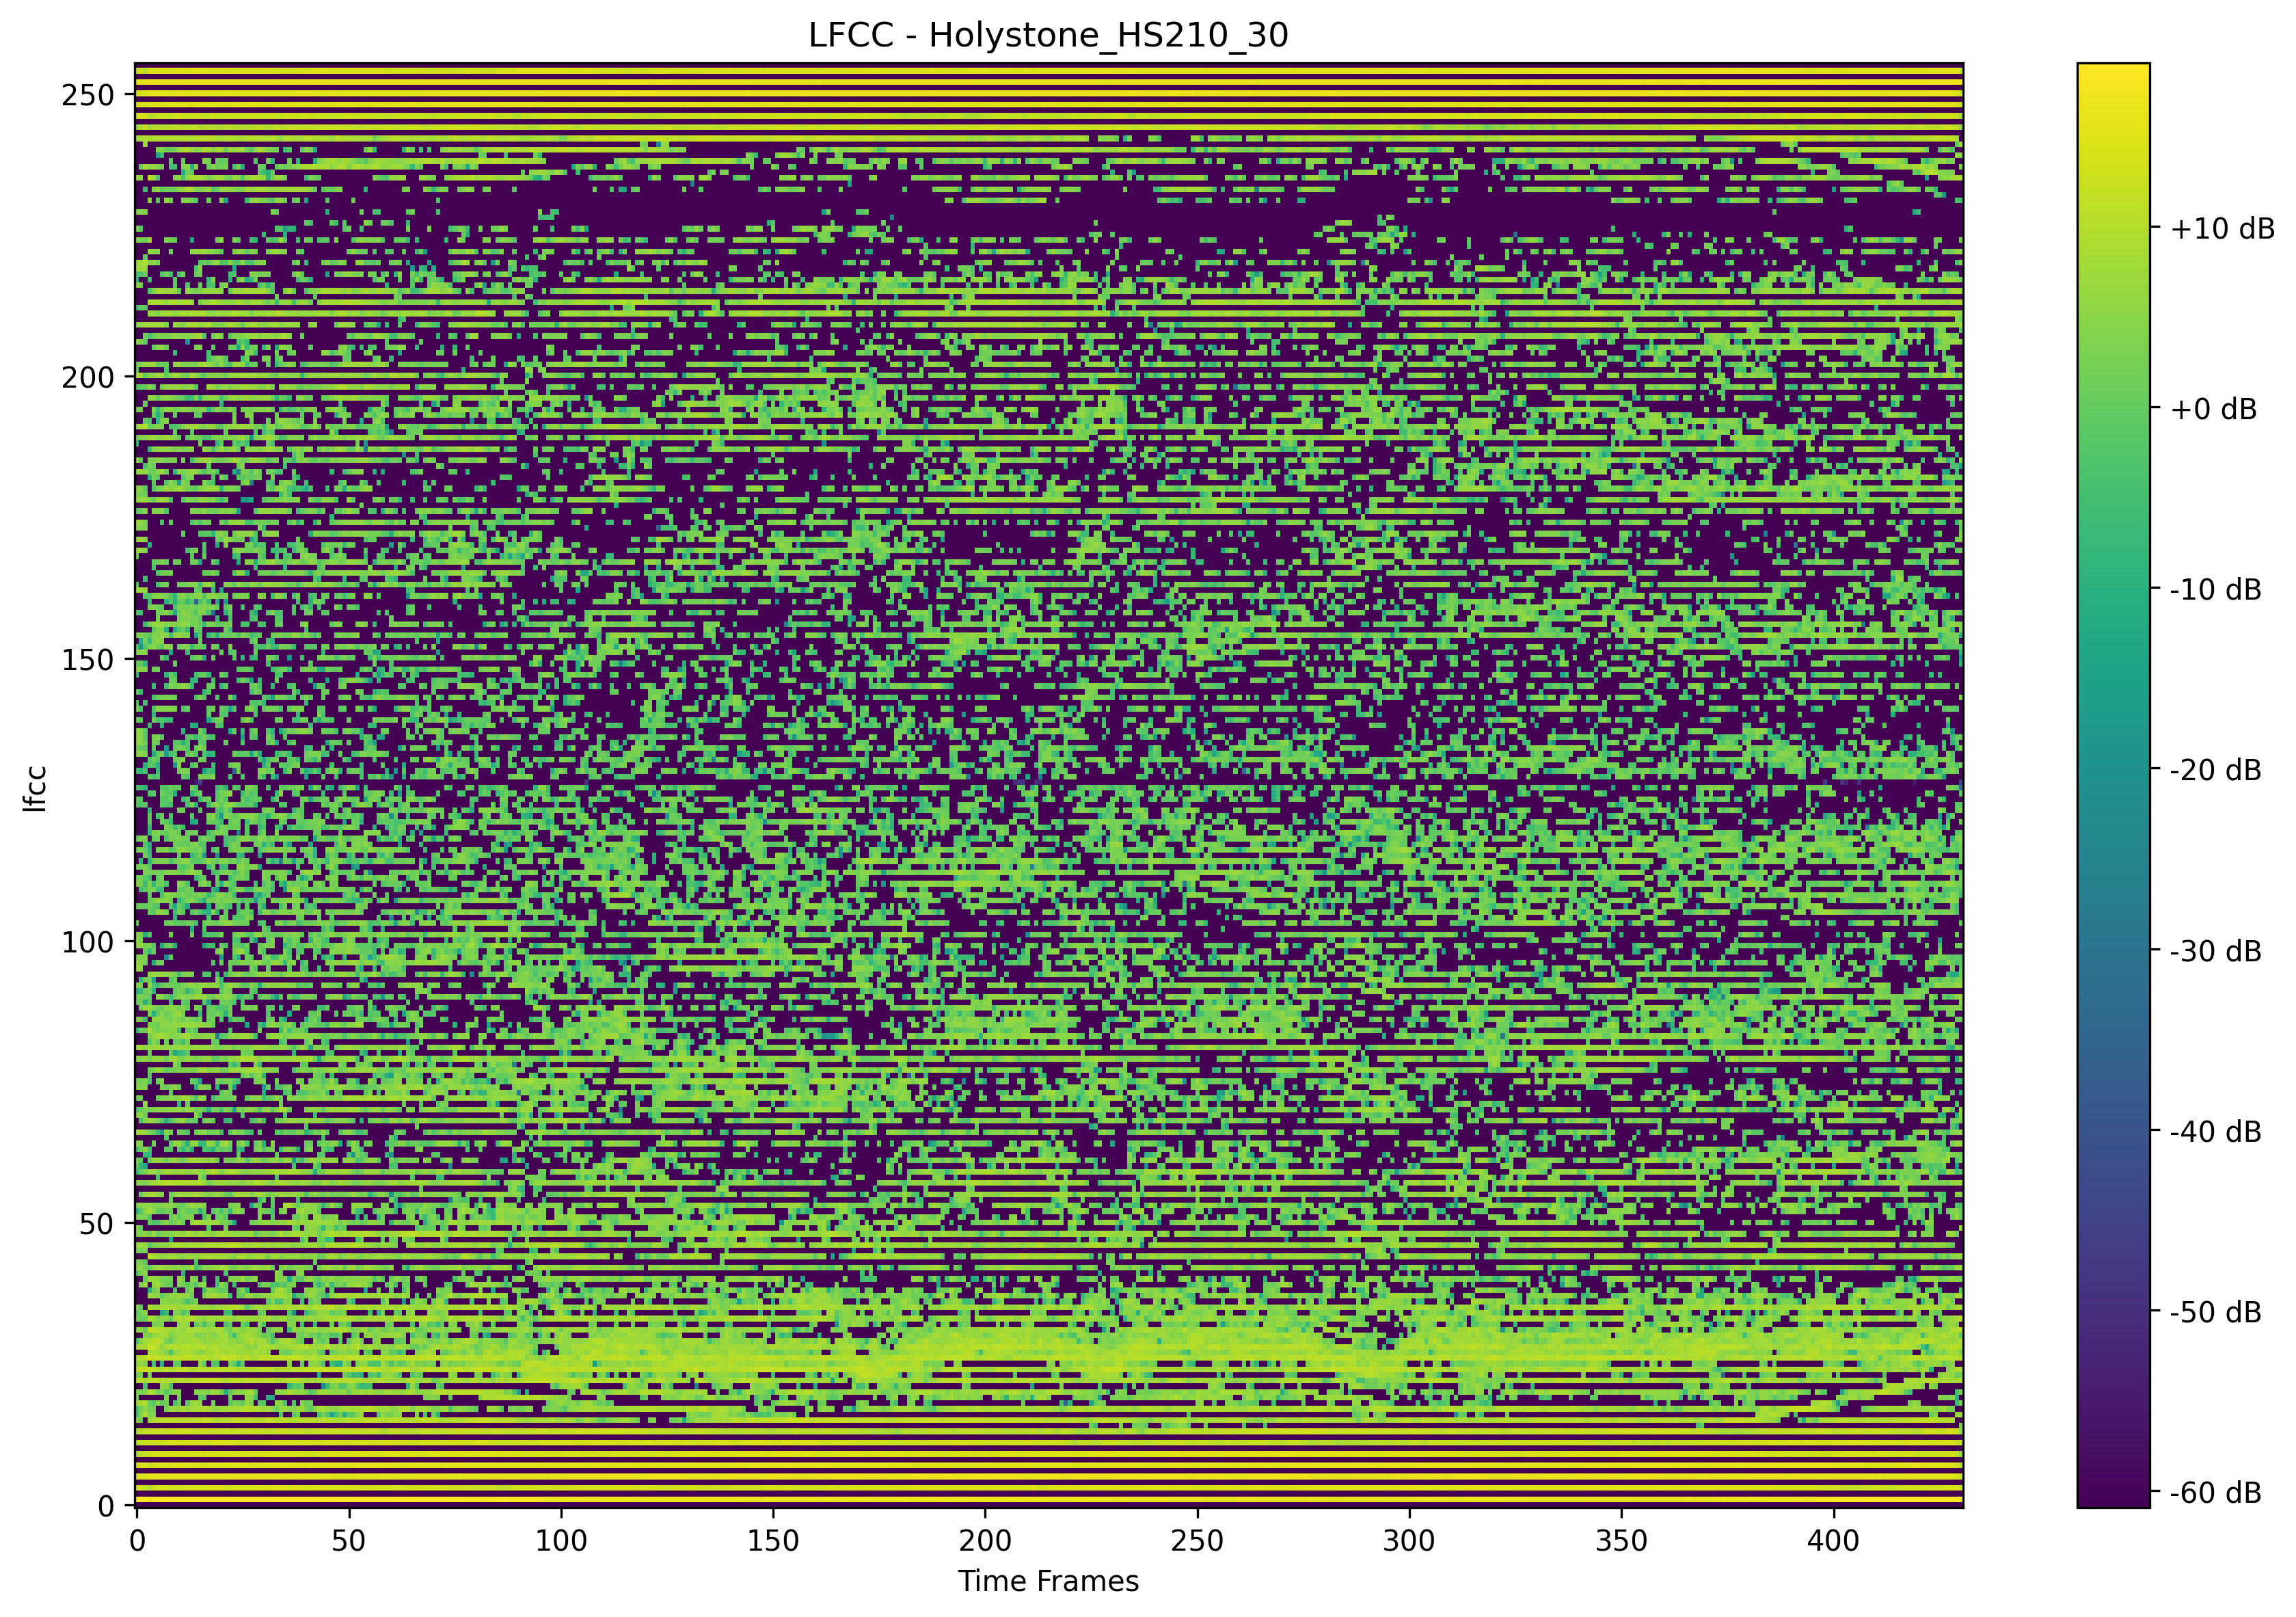 LFCC - Holystone_HS210_30
250
200
150
100
50
0
lfcc
0 50 100 150 200 250 300 350 400
Time Frames
+10 dB
+0 dB
-10 dB
-20 dB
-30 dB
-40 dB
-50 dB
-60 dB